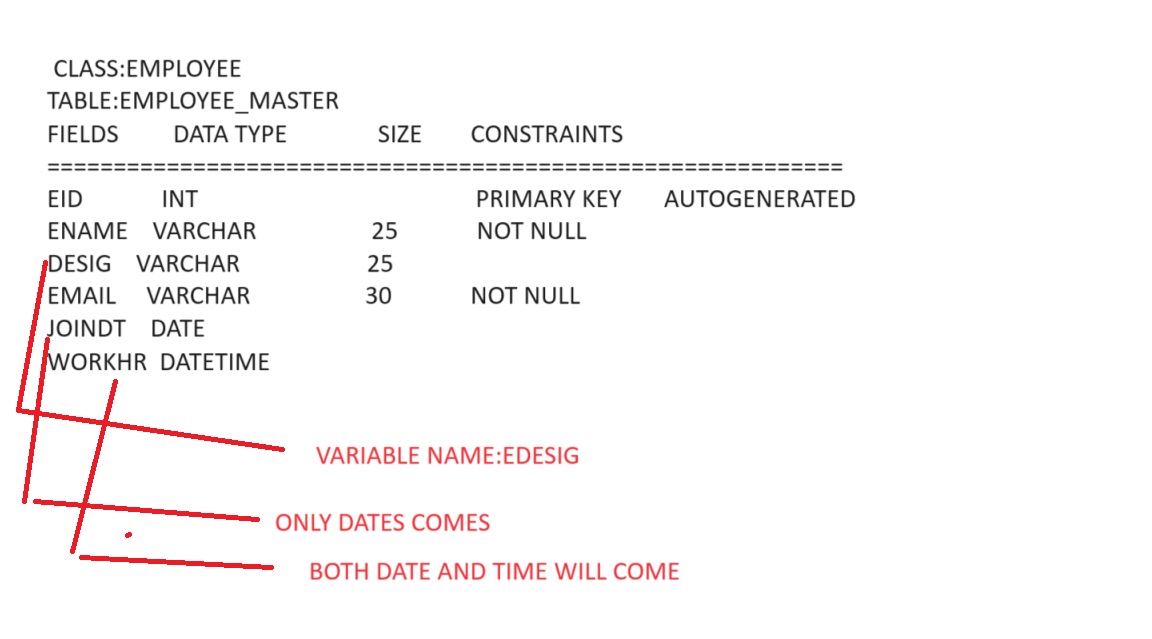 CLASS:EMPLOYEE
TABLE:EMPLOYEE_MASTER
FIELDS DATA TYPE SIZE CONSTRAINTS
============================================================
EID INT PRIMARY KEY AUTOGENERATED
ENAME VARCHAR 25 NOT NULL
DESIG VARCHAR 25
EMAIL VARCHAR 30 NOT NULL
JOINDT DATE
WORKHR DATETIME
VARIABLE NAME:EDESIG
ONLY DATES COMES
BOTH DATE AND TIME WILL COME